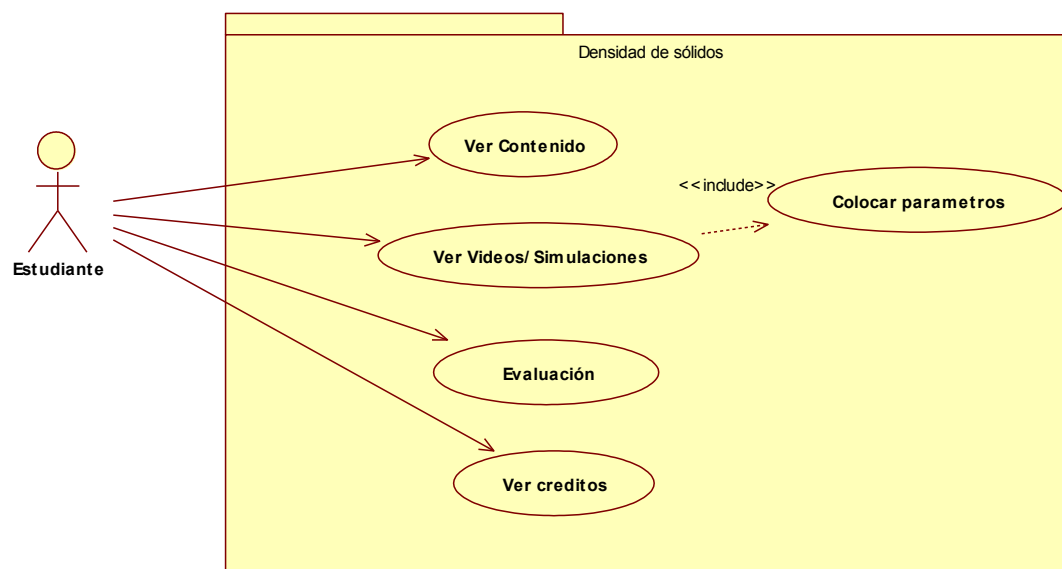 Densidad de sólidos
Ver Contenido
<<include>>
Colocar parametros
Ver Videos/ Simulaciones
Estudiante
Evaluación
Ver creditos